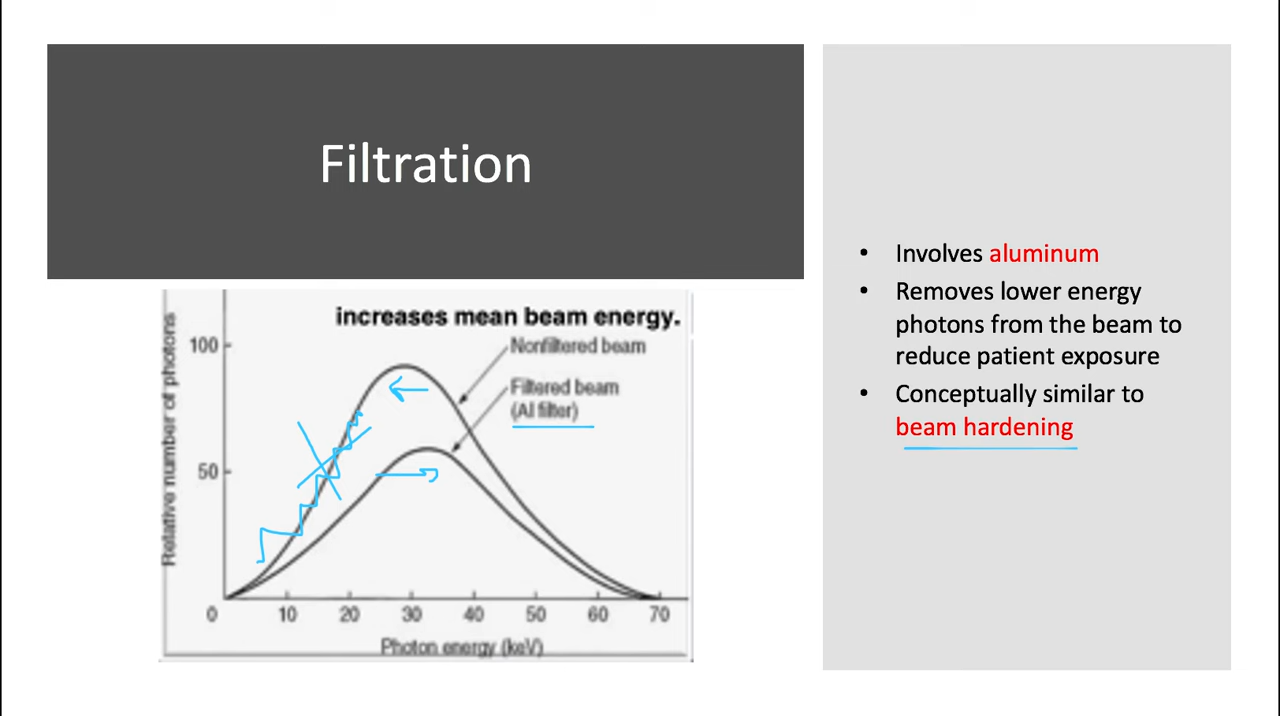 Filtration
increases mean beam energy.
Relative number of photons
100
50
Nonfiltered beam
Filtered beam
(Al filter)
0 10 20 30 40 50 60 70
Photon energy (keV)
• Involves aluminum
• Removes lower energy
photons from the beam to
reduce patient exposure
• Conceptually similar to
beam hardening